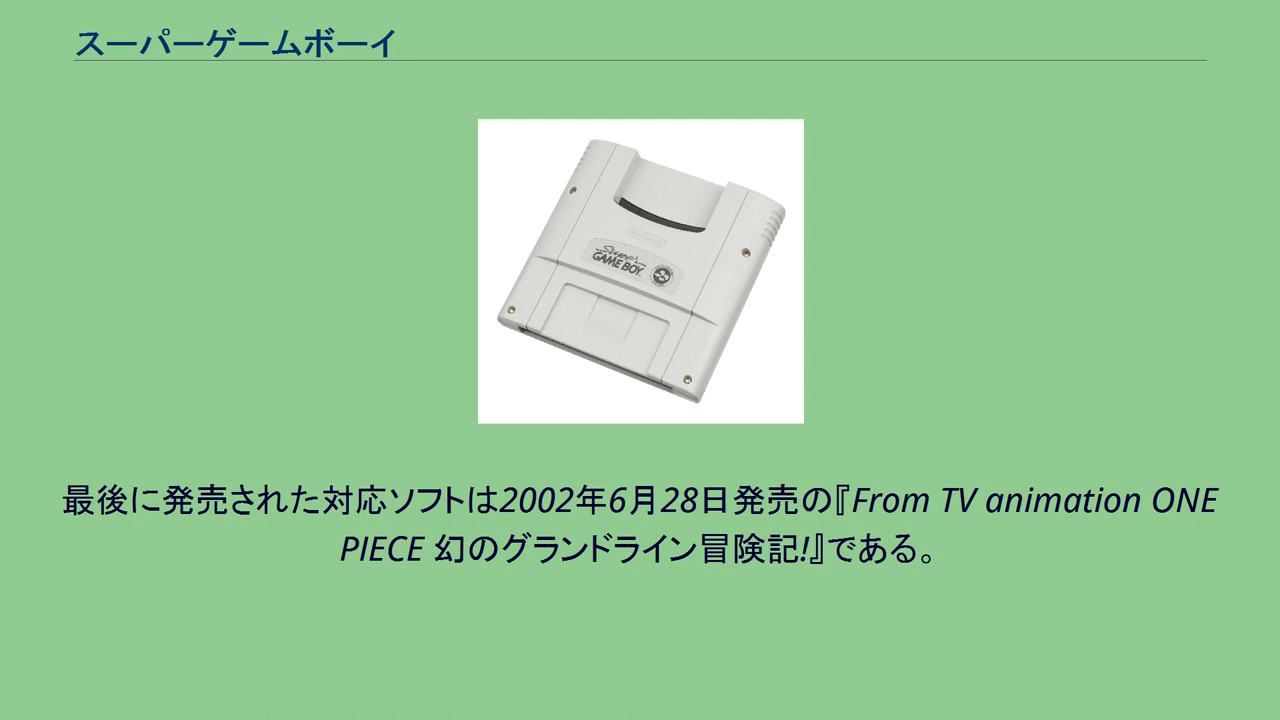 スーパーゲームボーイ
Nintendo
Super
GAME BOY
最後に発売された対応ソフトは2002年6月28日発売の『From TV animation ONE
PIECE 幻のグランドライン冒険記!』である。